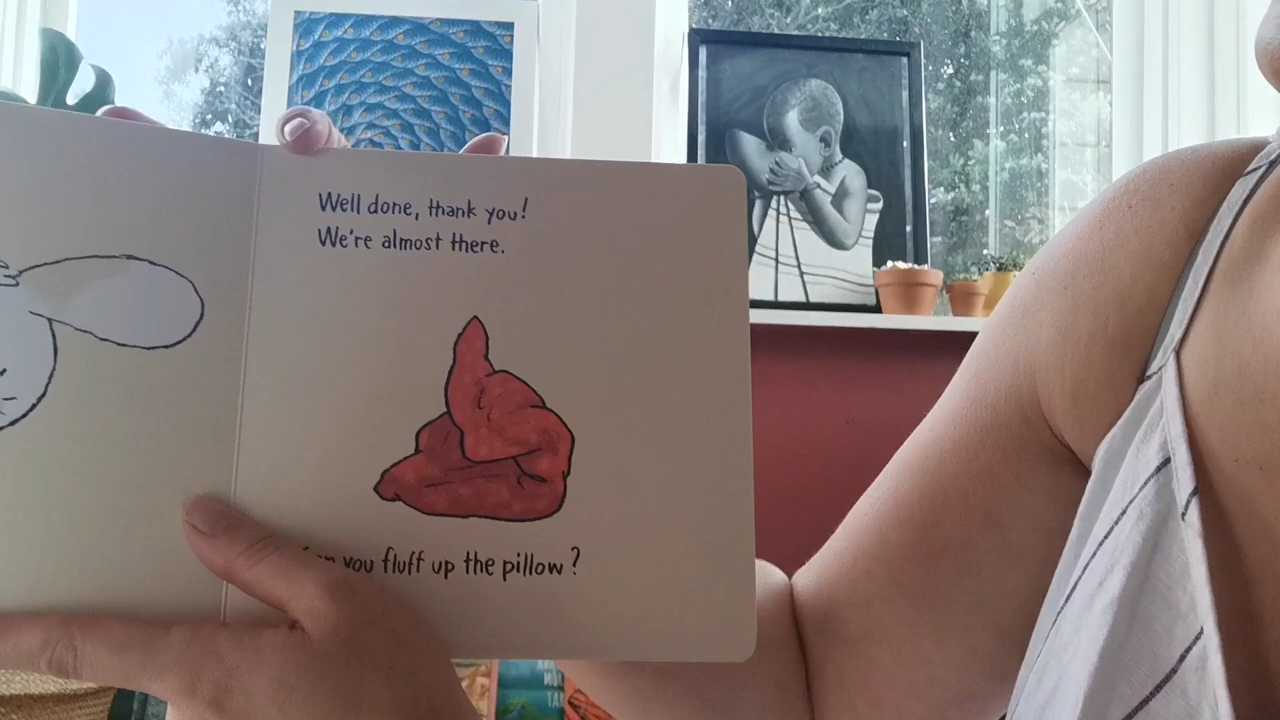 Well done, thank you!
We're almost there.
you fluff up the pillow?